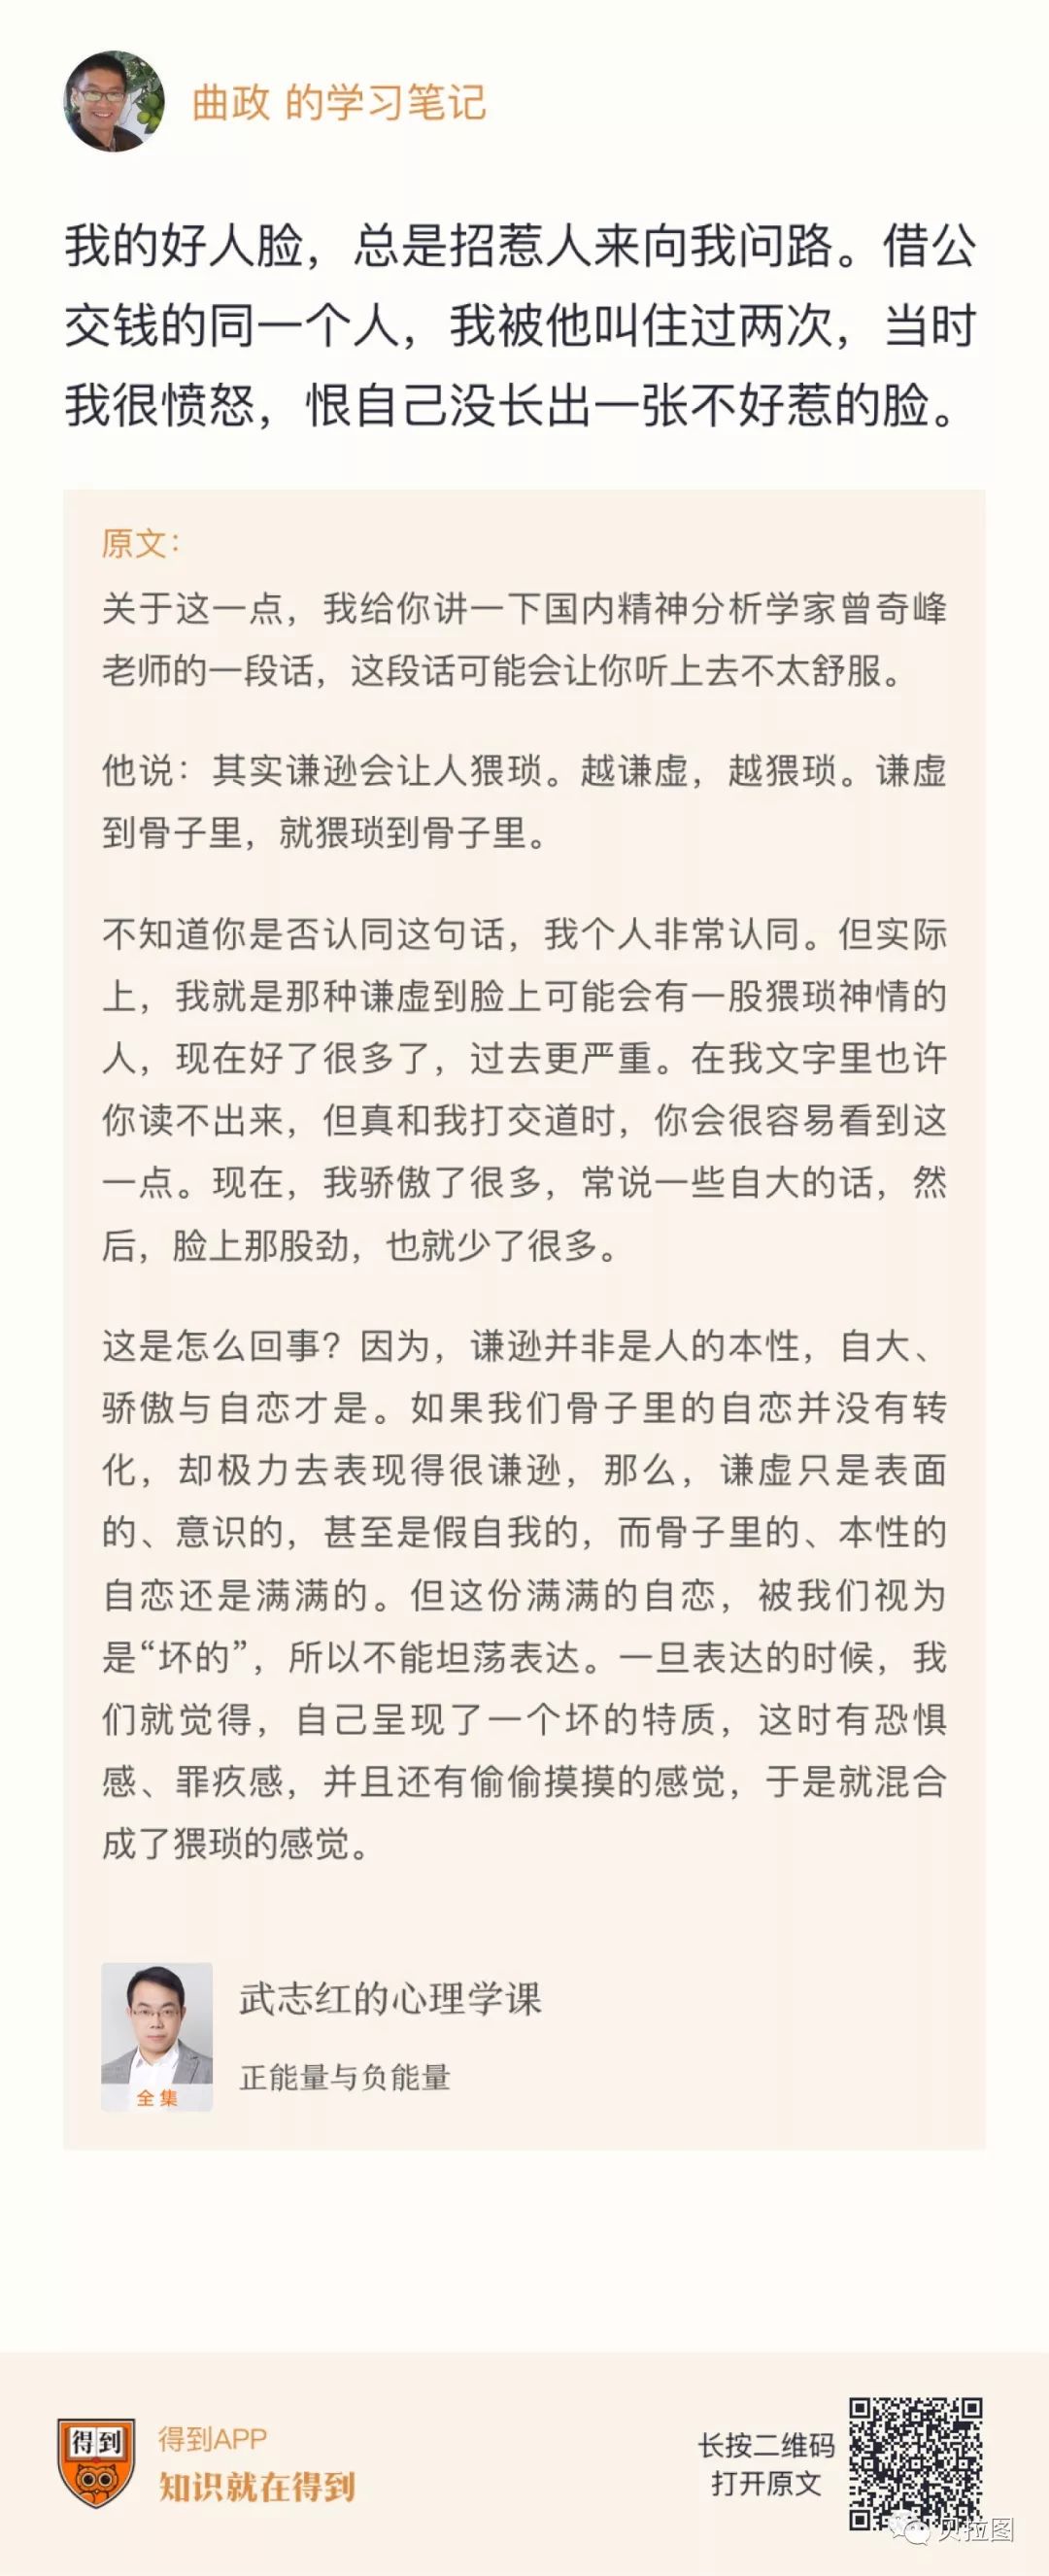 曲政 的学习笔记
我的好人脸，总是招惹人来向我问路。借公
交钱的同一个人，我被他叫住过两次，当时
我很愤怒，恨自己没长出一张不好惹的脸。
原文：
关于这一点，我给你讲一下国内精神分析学家曾奇峰
老师的一段话，这段话可能会让你听上去不太舒服。
他说：其实谦逊会让人猥琐。越谦虚，越猥琐。谦虚
到骨子里，就猥琐到骨子里。
不知道你是否认同这句话，我个人非常认同。但实际
上，我就是那种谦虚到脸上可能会有一股猥琐神情的
人，现在好了很多了，过去更严重。在我文字里也许
你读不出来，但真和我打交道时，你会很容易看到这
一点。现在，我骄傲了很多，常说一些自大的话，然
后，脸上那股劲，也就少了很多。
这是怎么回事？因为，谦逊并非是人的本性，自大、
骄傲与自恋才是。如果我们骨子里的自恋并没有转
化，却极力去表现得很谦逊，那么，谦虚只是表面
的、意识的，甚至是假自我的，而骨子里的、本性的
自恋还是满满的。但这份满满的自恋，被我们视为
是“坏的”，所以不能坦荡表达。一旦表达的时候，我
们就觉得，自己呈现了一个坏的特质，这时有恐惧
感、罪疚感，并且还有偷偷摸摸的感觉，于是就混合
成了猥琐的感觉。
武志红的心理学课
正能量与负能量
全集
得到
得到APP
知识就在得到
长按二维码
打开原文
贝拉图